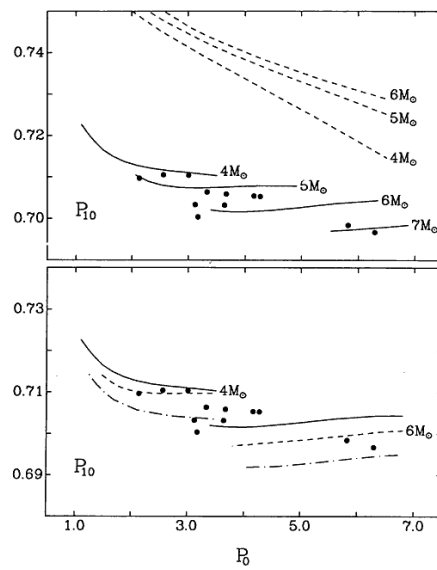 0.74
6M⊙
5M⊙
0.72
4M⊙
4M⊙
5M⊙
6M⊙
0.70
P₁₀
7M⊙
0.73
0.71
4M⊙
6M⊙
0.69
P₁₀
1.0 3.0 5.0 7.0
P₀